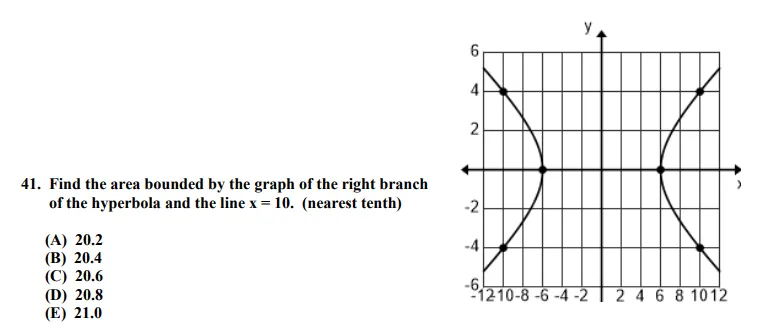 41. Find the area bounded by the graph of the right branch
of the hyperbola and the line x = 10. (nearest tenth)
(A) 20.2
(B) 20.4
(C) 20.6
(D) 20.8
(E) 21.0
y
6
4
2
-2
-4
-6
-12-10-8 -6 -4 -2 2 4 6 8 10 12